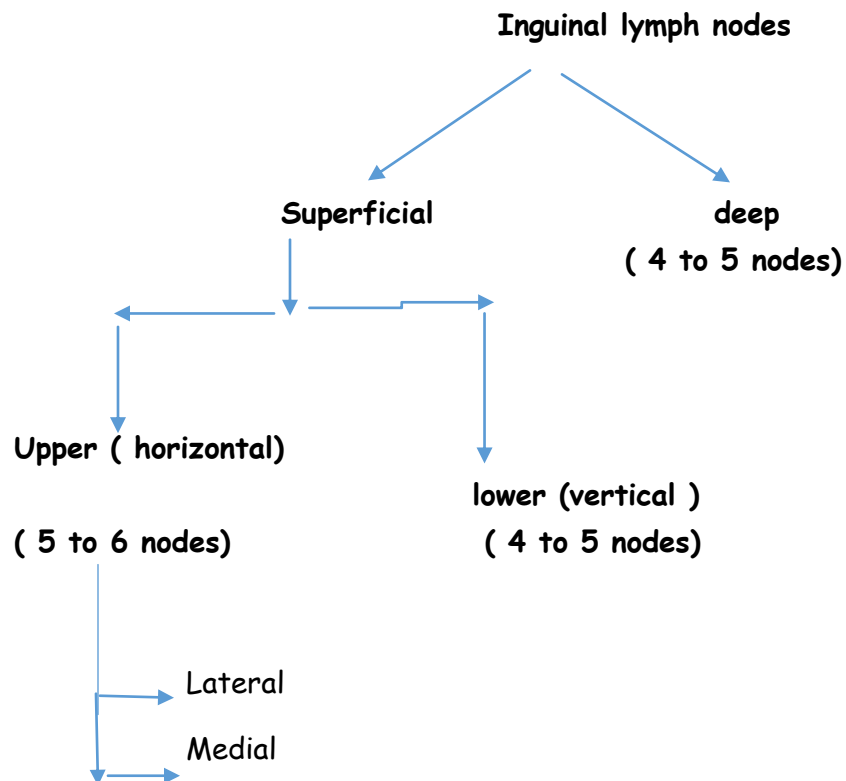 Inguinal lymph nodes
Superficial
deep
( 4 to 5 nodes)
Upper ( horizontal)
( 5 to 6 nodes)
lower (vertical )
( 4 to 5 nodes)
Lateral
Medial